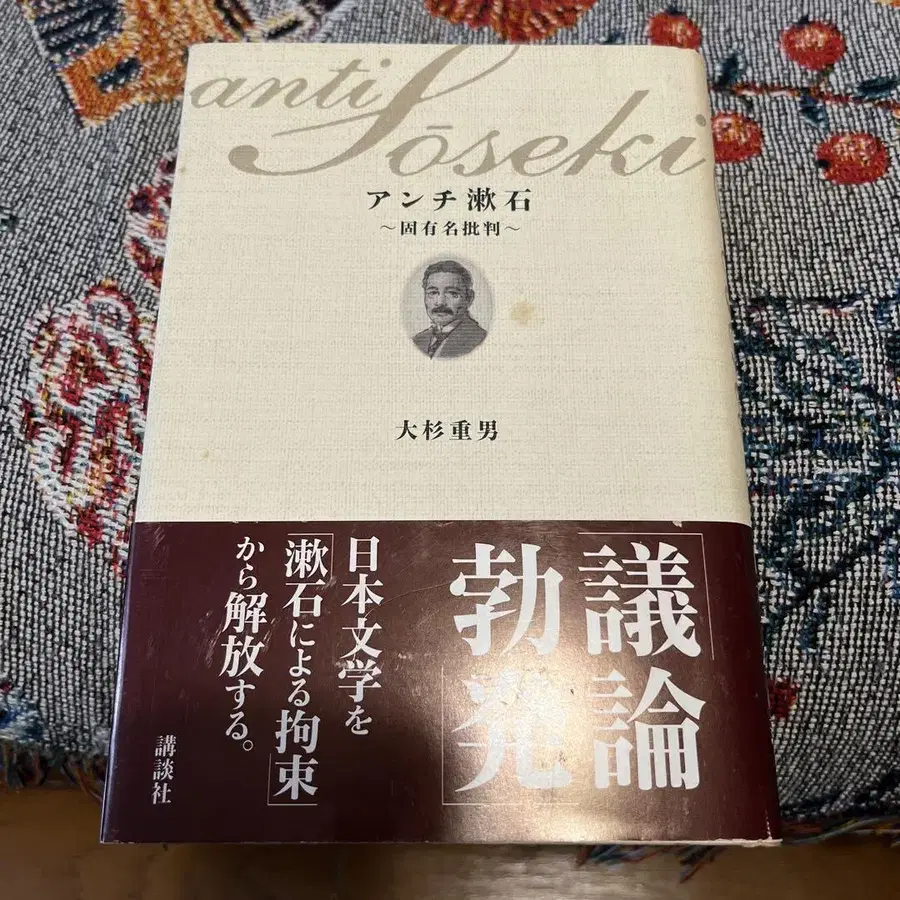 anti Sōseki
アンチ漱石
～固有名批判～
大杉重男
「議論
勃発」
日本文学を
「漱石による拘束」
から解放する。
講談社